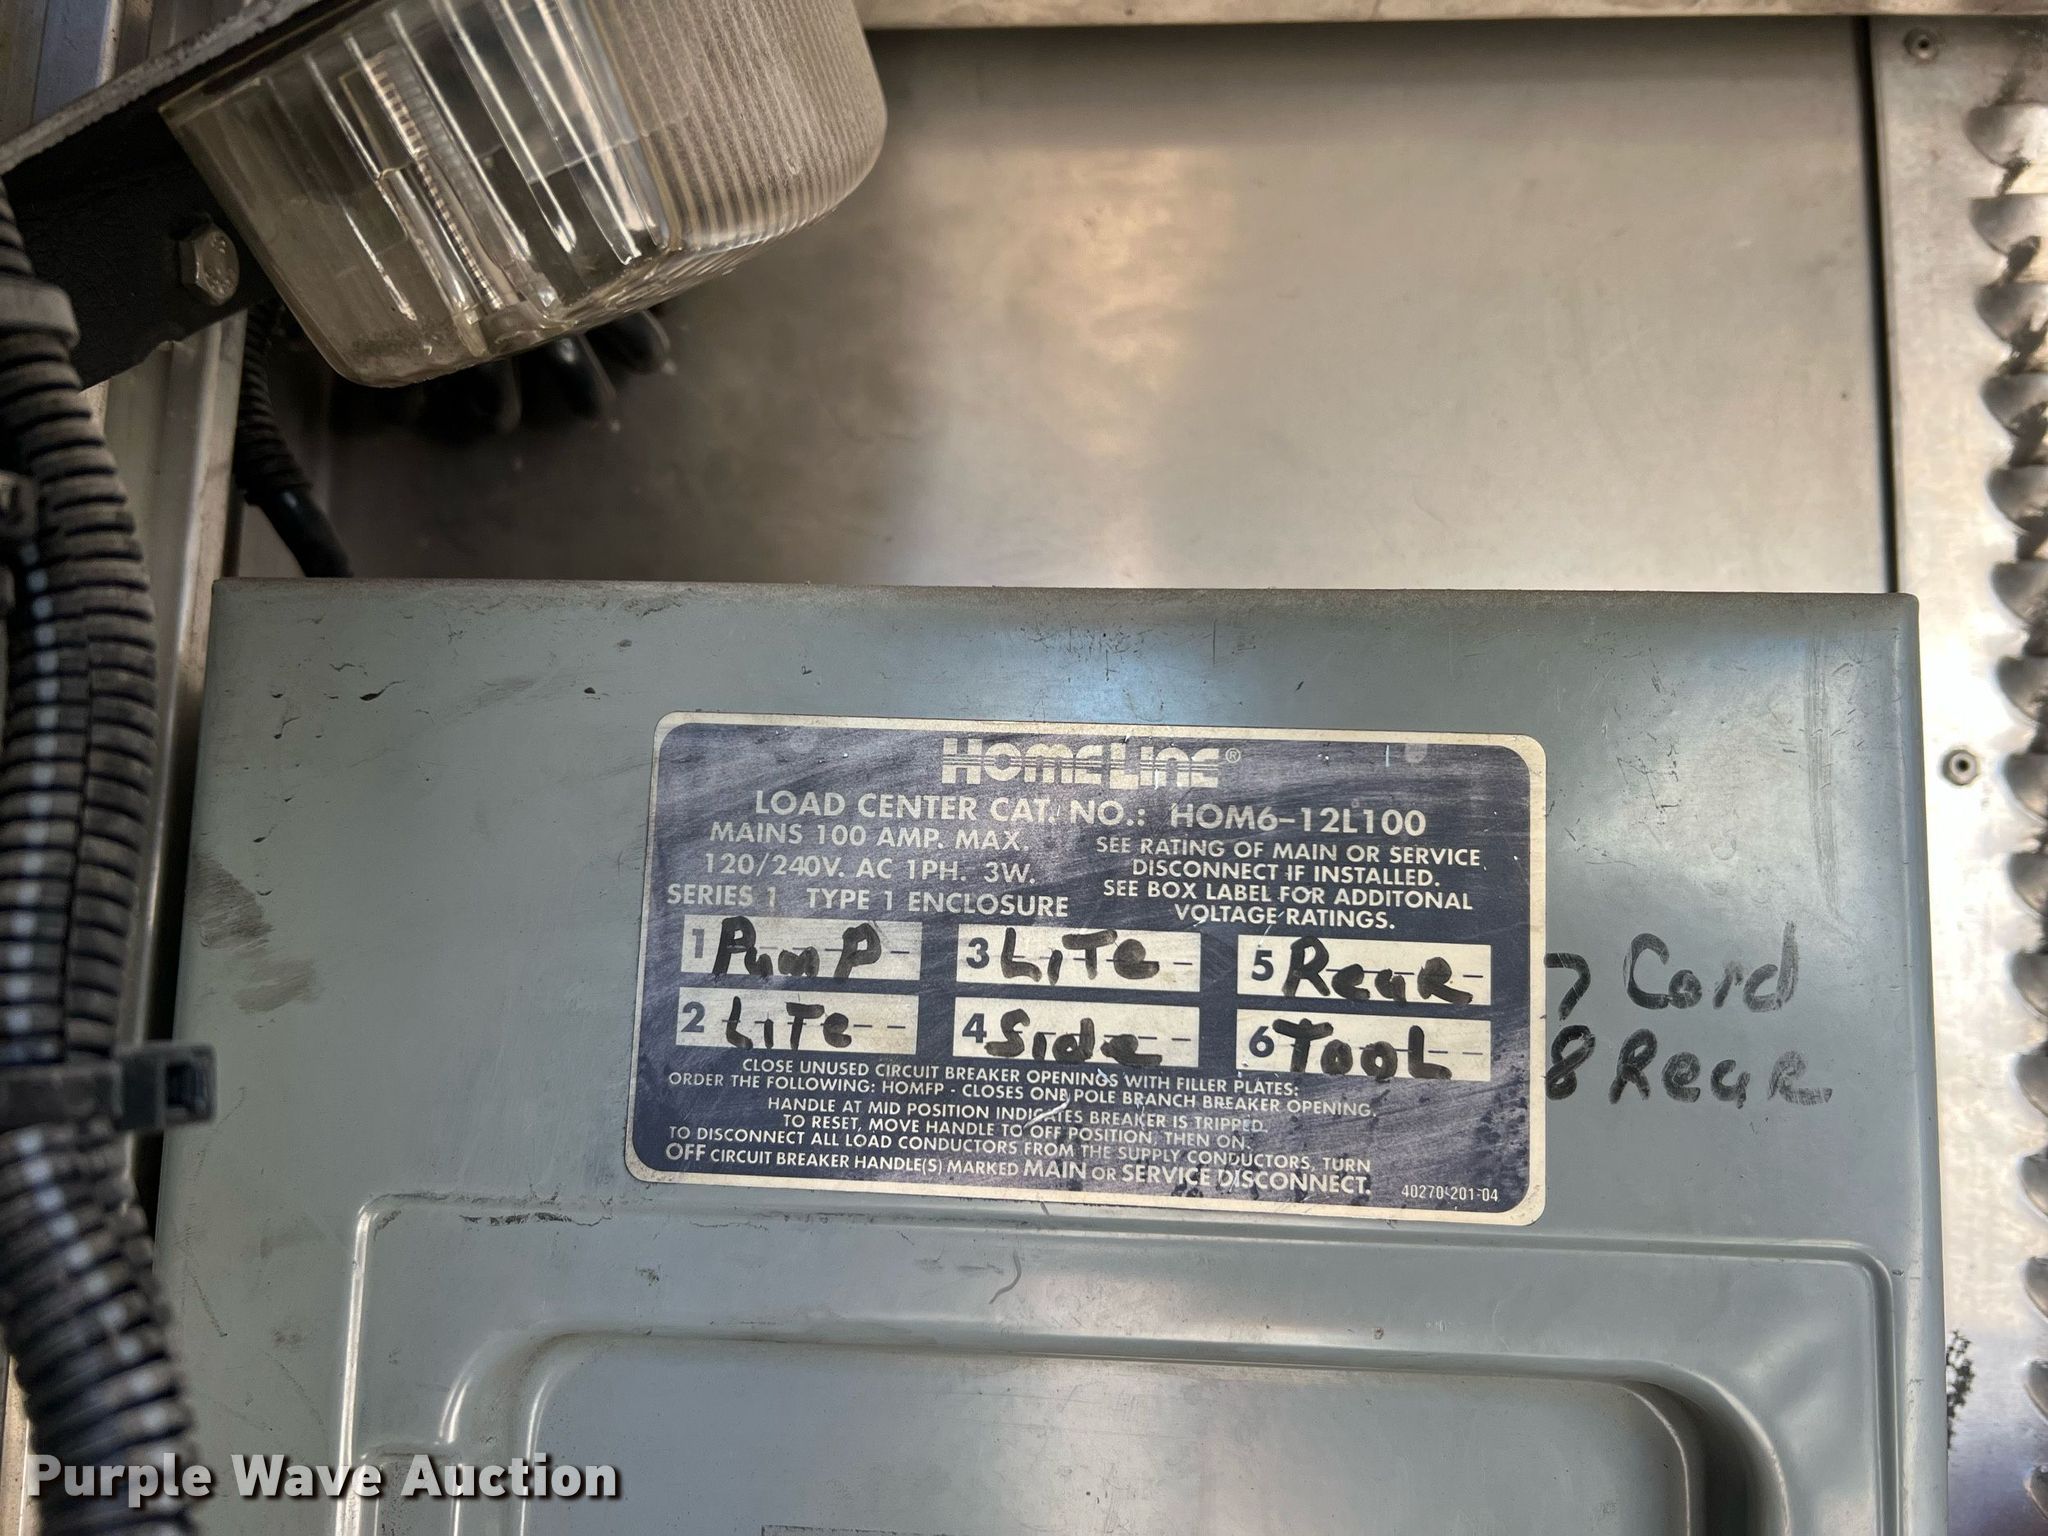 HOMELINE®
LOAD CENTER CAT. NO.: HOM6-12L100
MAINS 100 AMP. MAX.
120/240V. AC 1PH. 3W.
SERIES 1 TYPE 1 ENCLOSURE
SEE RATING OF MAIN OR SERVICE
DISCONNECT IF INSTALLED.
SEE BOX LABEL FOR ADDITONAL
VOLTAGE RATINGS.
1 PumP 3 LiTe 5 ReaR 7 Cord
2 LiTe 4 Side 6 TooL 8 ReaR
CLOSE UNUSED CIRCUIT BREAKER OPENINGS WITH FILLER PLATES:
ORDER THE FOLLOWING: HOMFP - CLOSES ONE POLE BRANCH BREAKER OPENING.
HANDLE AT MID POSITION INDICATES BREAKER IS TRIPPED.
TO RESET, MOVE HANDLE TO OFF POSITION, THEN ON.
TO DISCONNECT ALL LOAD CONDUCTORS FROM THE SUPPLY CONDUCTORS, TURN
OFF CIRCUIT BREAKER HANDLE(S) MARKED MAIN OR SERVICE DISCONNECT.
40270-201-04
Purple Wave Auction